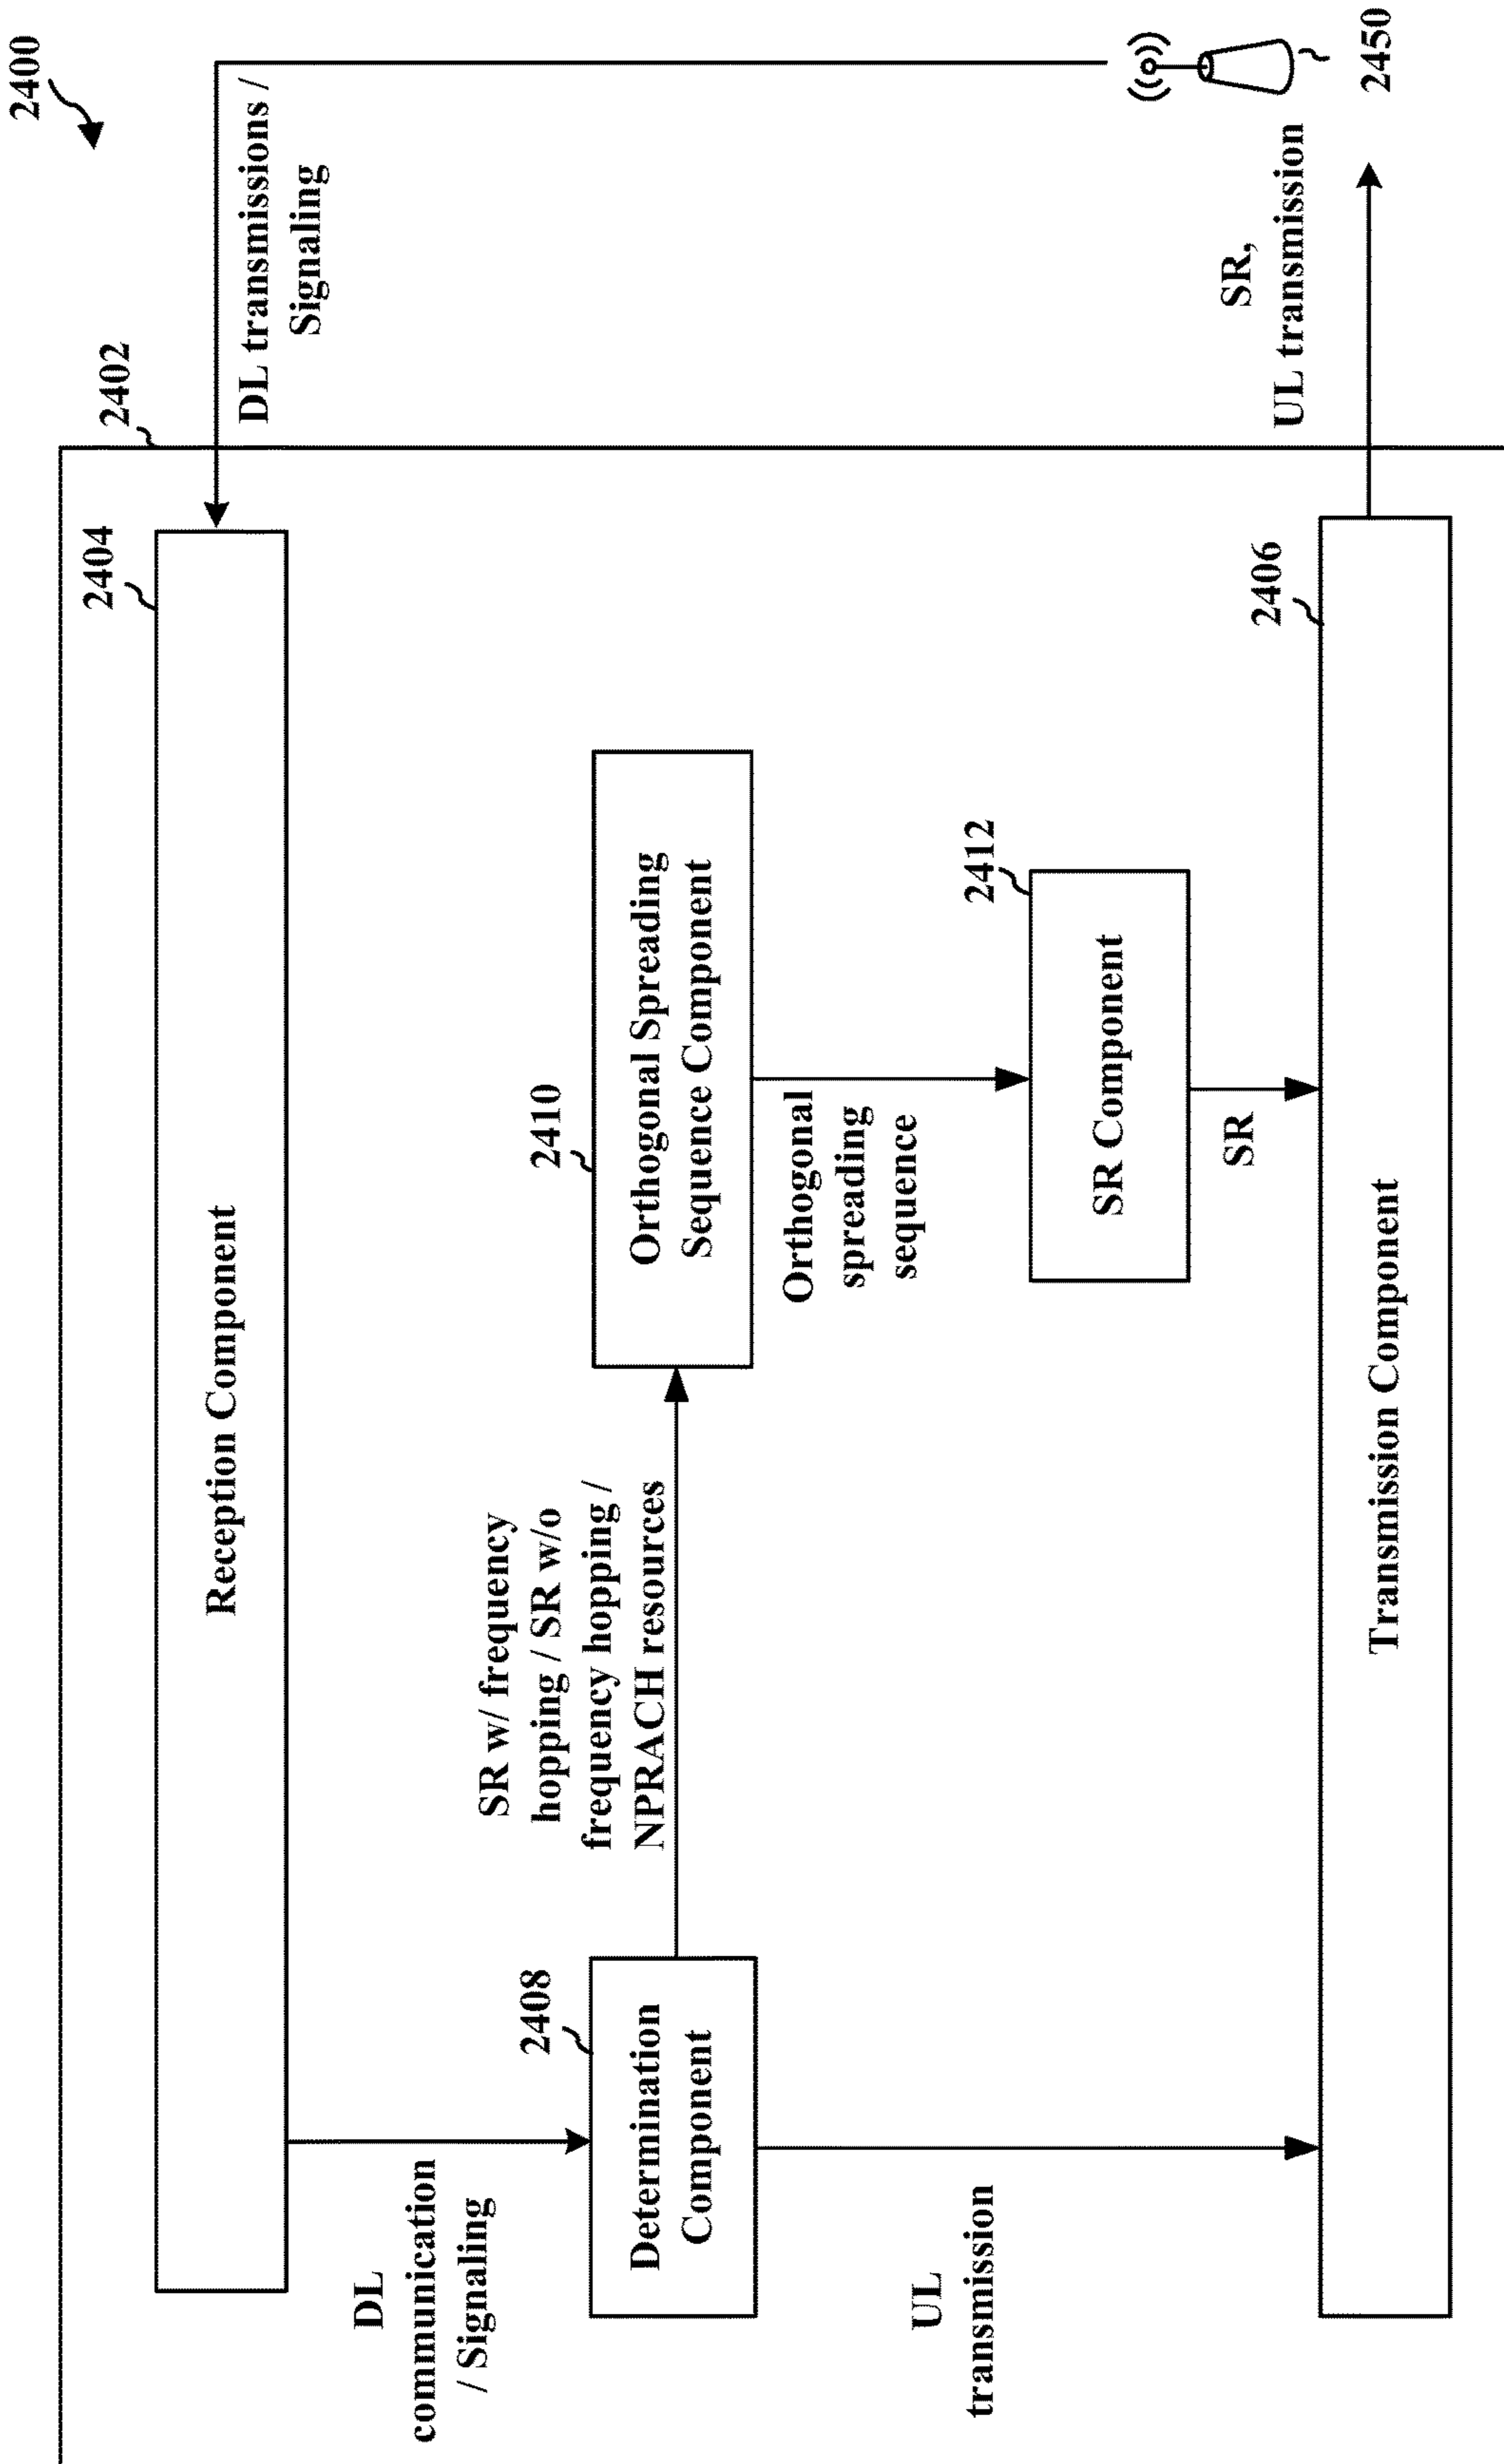 2400
2402
DL transmissions /
Signaling
2404
Reception Component
DL
communication
/ Signaling
2408
Determination
Component
SR w/ frequency
hopping / SR w/o
frequency hopping /
NPRACH resources
2410
Orthogonal Spreading
Sequence Component
Orthogonal
spreading
sequence
2412
SR Component
SR
UL
transmission
2406
Transmission Component
SR,
UL transmission
2450